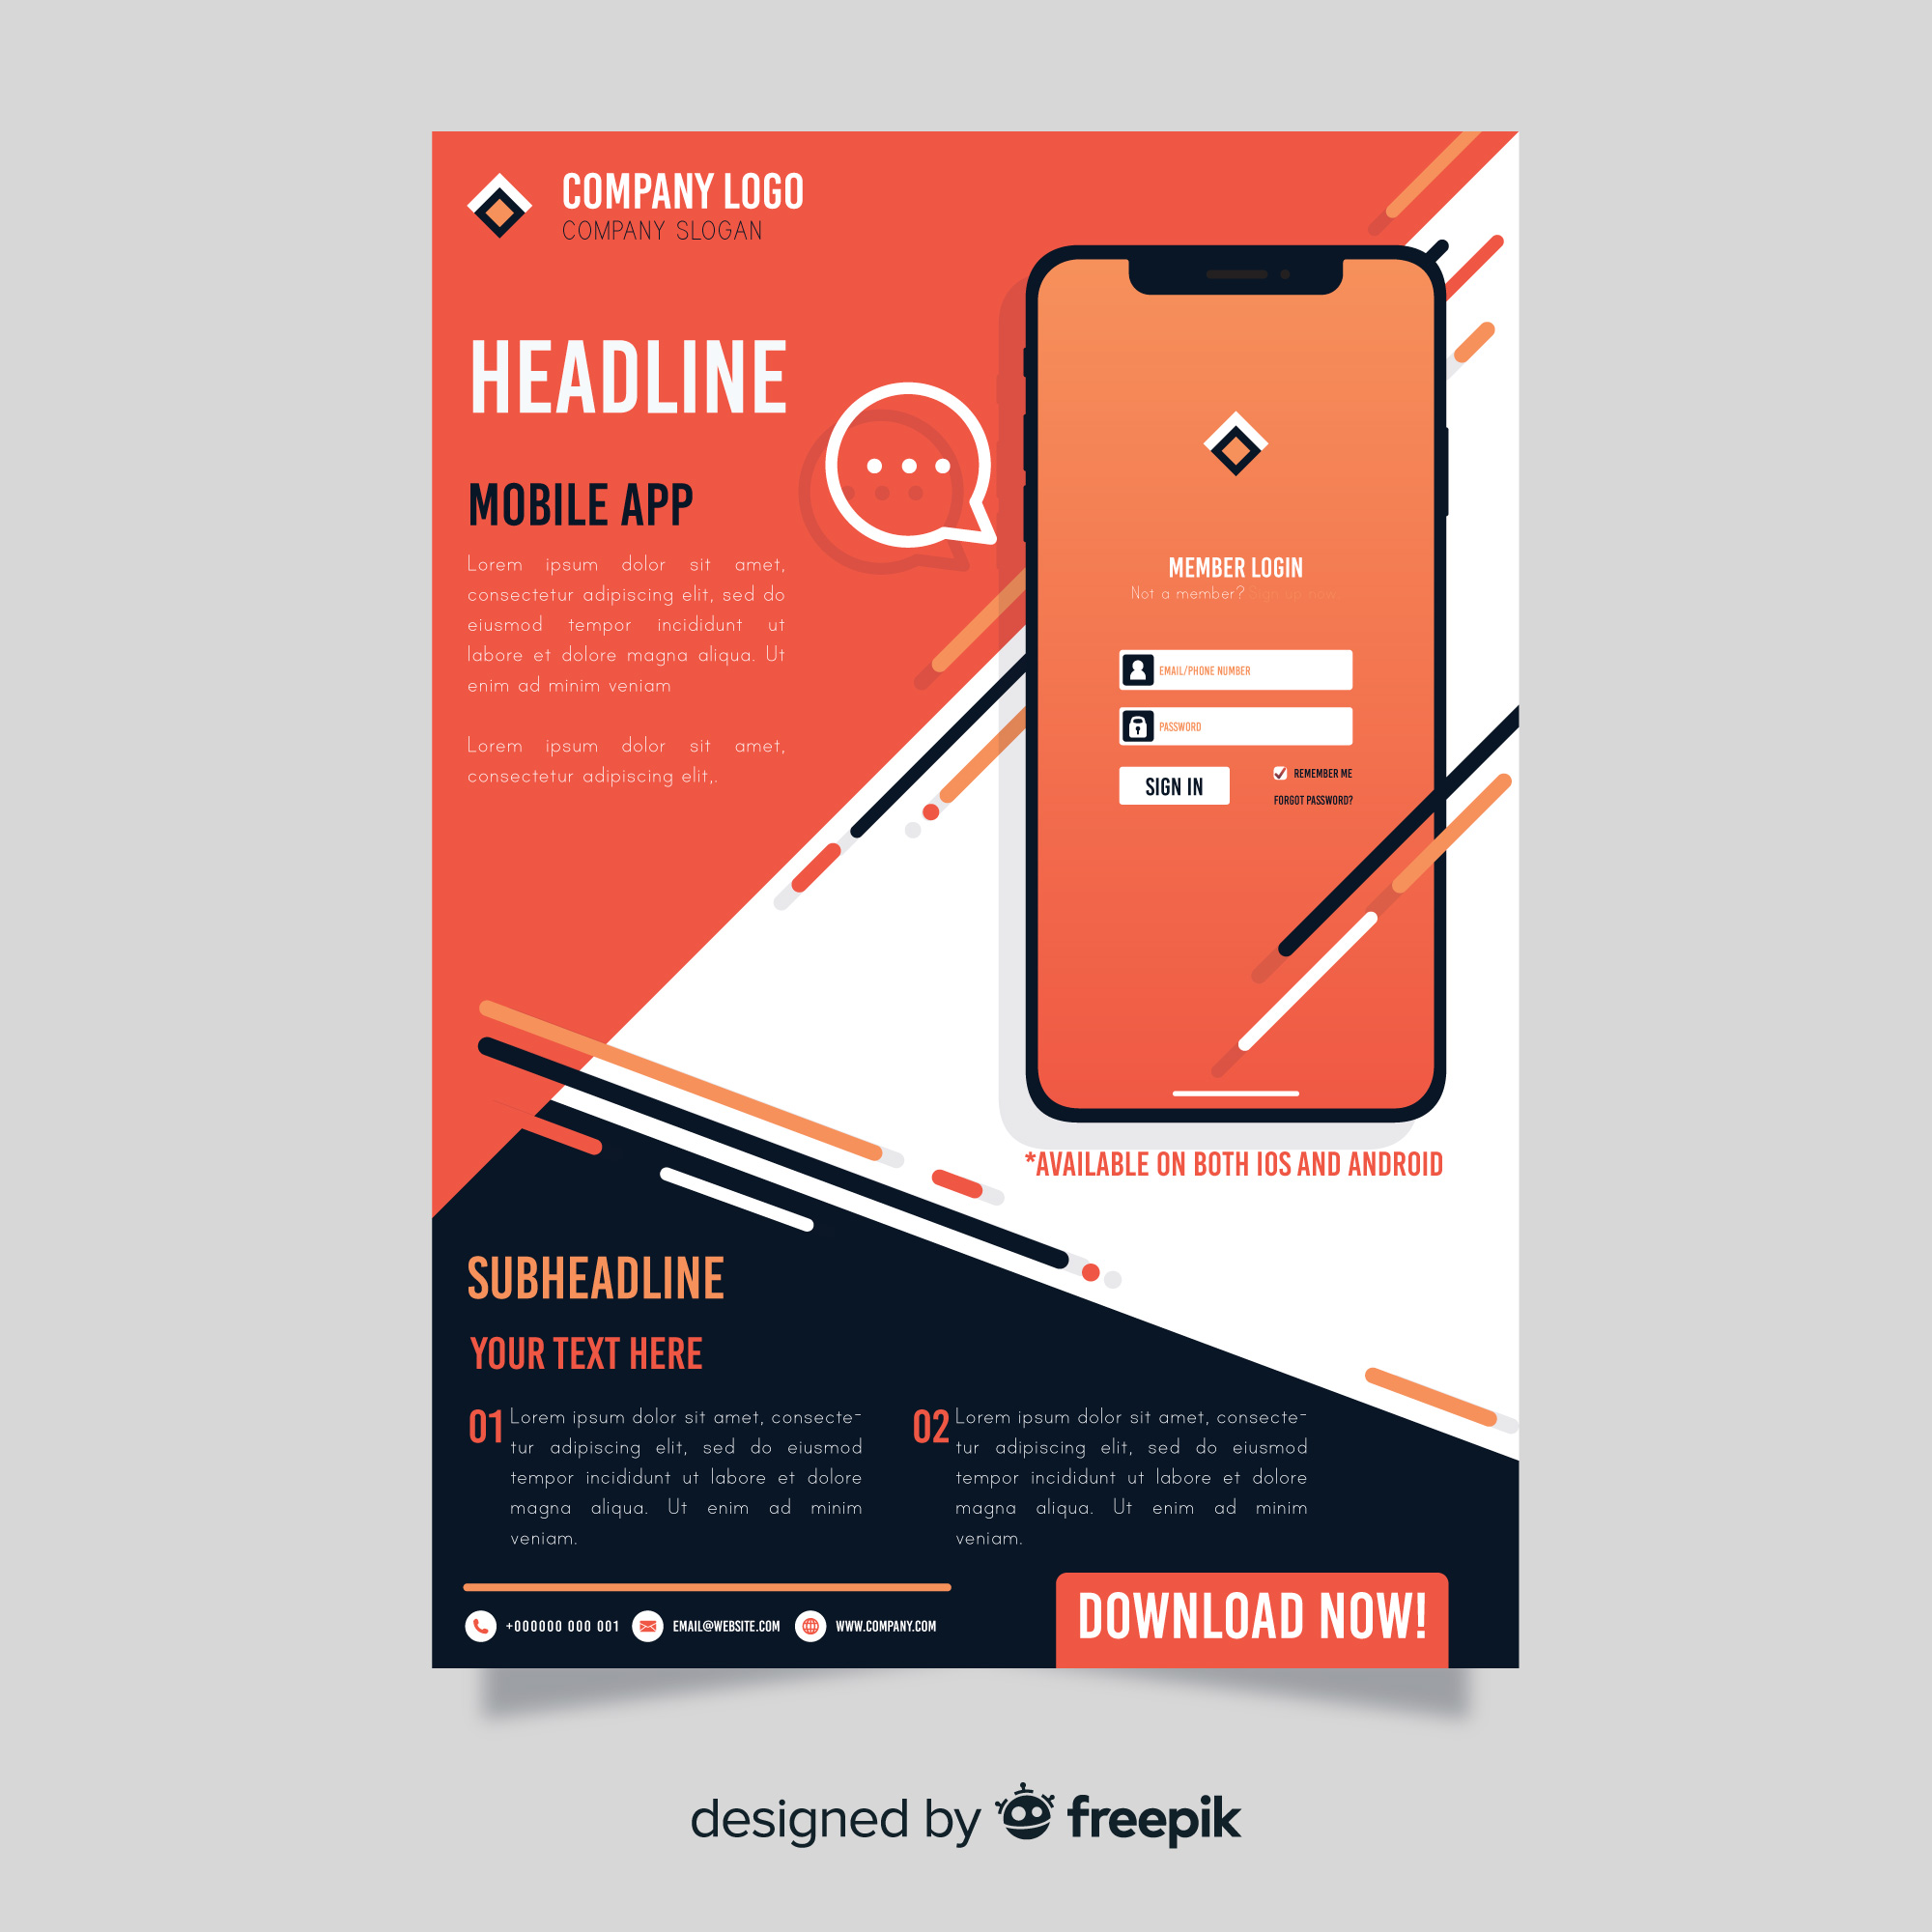 COMPANY LOGO
COMPANY SLOGAN
HEADLINE
MOBILE APP
Lorem ipsum dolor sit amet,
consectetur adipiscing elit, sed do
eiusmod tempor incididunt ut
labore et dolore magna aliqua. Ut
enim ad minim veniam
Lorem ipsum dolor sit amet,
consectetur adipiscing elit,.
MEMBER LOGIN
Not a member? Sign up now
EMAIL/PHONE NUMBER
PASSWORD
SIGN IN
REMEMBER ME
FORGOT PASSWORD?
*AVAILABLE ON BOTH IOS AND ANDROID
SUBHEADLINE
YOUR TEXT HERE
01
Lorem ipsum dolor sit amet, consecte-
tur adipiscing elit, sed do eiusmod
tempor incididunt ut labore et dolore
magna aliqua. Ut enim ad minim
veniam.
02
Lorem ipsum dolor sit amet, consecte-
tur adipiscing elit, sed do eiusmod
tempor incididunt ut labore et dolore
magna aliqua. Ut enim ad minim
veniam.
+000000 000 001
EMAIL@WEBSITE.COM
WWW.COMPANY.COM
DOWNLOAD NOW!
designed by freepik